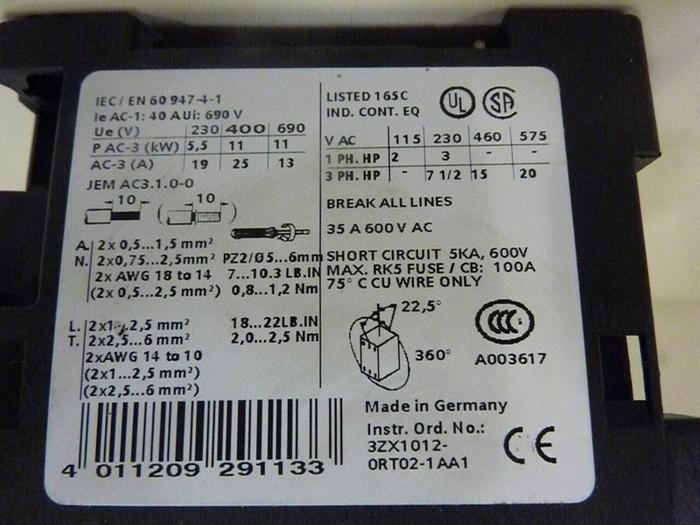 IEC/ EN 60 947-4-1
Ie AC-1: 40 A Ui: 690 V
Ue (V) 230 400 690
P AC-3 (kW) 5,5 11 11
AC-3 (A) 19 25 13
JEM AC3.1.0-0
10 ( 10 )
A. 2x 0,5...1,5 mm²
N. 2x0,75...2,5mm² PZ2/Ø5...6mm
2x AWG 18 to 14 7...10.3 LB.IN
(2x 0,5...2,5 mm²) 0,8...1,2 Nm
L. 2x1...2,5 mm² 18...22LB.IN
T. 2x2,5...6 mm² 2,0...2,5 Nm
2xAWG 14 to 10
(2x1...2,5 mm²)
(2x2,5...6 mm²)
4 011209 291133
LISTED 165C
IND. CONT. EQ
UL SA
V AC 115 230 460 575
1 PH. HP 2 3 - -
3 PH. HP - 7 1/2 15 20
BREAK ALL LINES
35 A 600 V AC
SHORT CIRCUIT 5KA, 600V
MAX. RK5 FUSE / CB: 100A
75° C CU WIRE ONLY
22,5°
360°
CCC
A003617
Made in Germany
Instr. Ord. No.:
3ZX1012-
0RT02-1AA1
CE